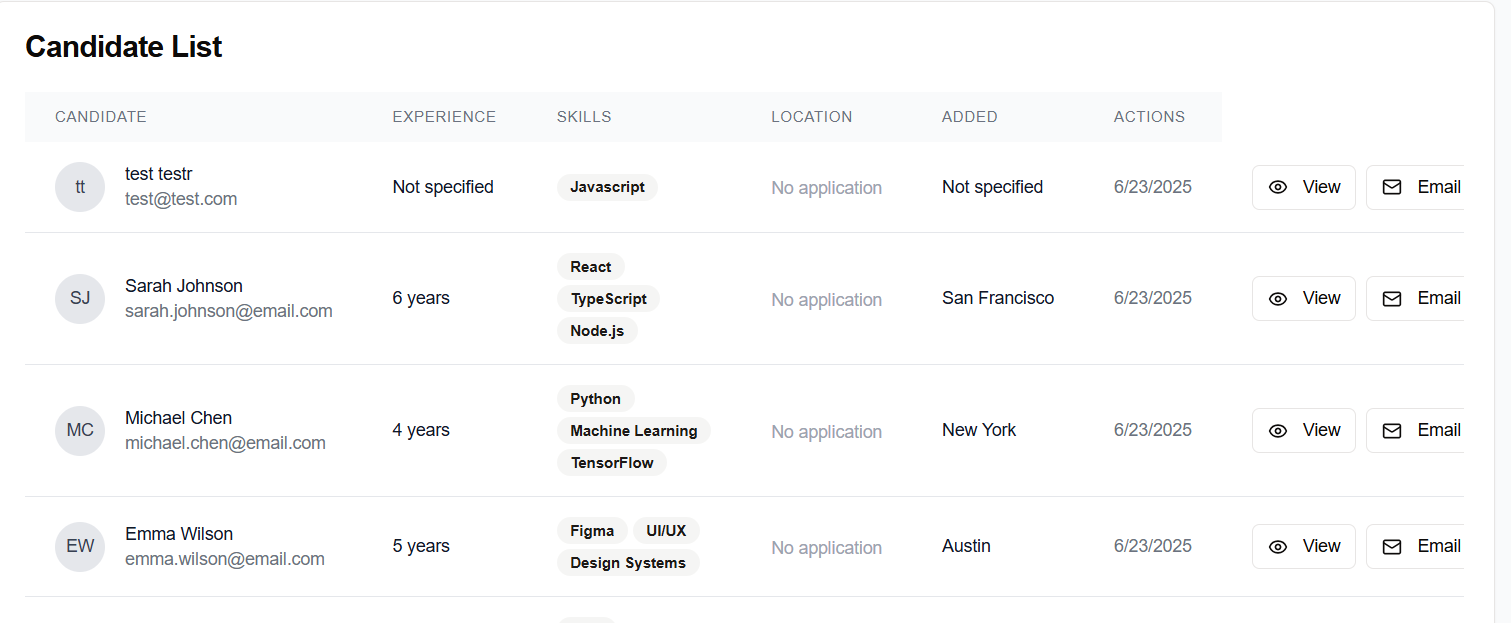 Candidate List
CANDIDATE EXPERIENCE SKILLS LOCATION ADDED ACTIONS
tt
test testr
test@test.com
Not specified
Javascript
No application
Not specified
6/23/2025
View
Email
SJ
Sarah Johnson
sarah.johnson@email.com
6 years
React
TypeScript
Node.js
No application
San Francisco
6/23/2025
View
Email
MC
Michael Chen
michael.chen@email.com
4 years
Python
Machine Learning
TensorFlow
No application
New York
6/23/2025
View
Email
EW
Emma Wilson
emma.wilson@email.com
5 years
Figma UI/UX
Design Systems
No application
Austin
6/23/2025
View
Email